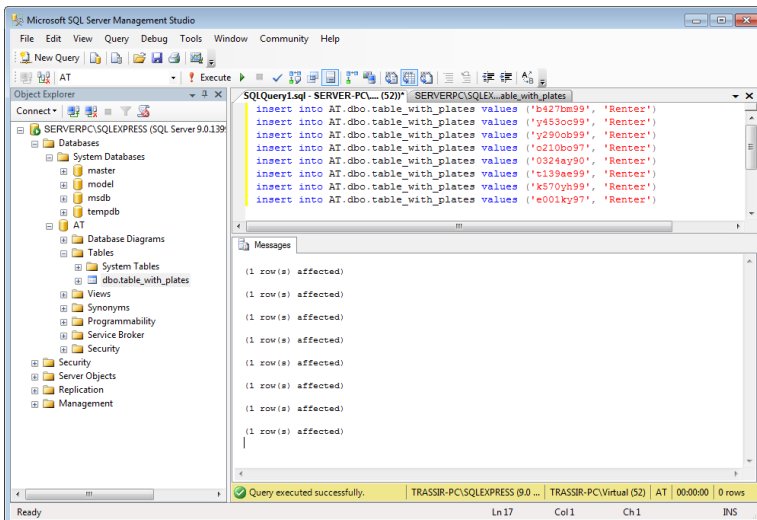 Microsoft SQL Server Management Studio
File Edit View Query Debug Tools Window Community Help
New Query
AT Execute
Object Explorer
Connect
SERVERPC\SQLEXPRESS (SQL Server 9.0.139
Databases
System Databases
master
model
msdb
tempdb
AT
Database Diagrams
Tables
System Tables
dbo.table_with_plates
Views
Synonyms
Programmability
Service Broker
Security
Security
Server Objects
Replication
Management
SQLQuery1.sql - SERVER-PC\.... (52))* SERVERPC\SQLEX...able_with_plates
insert into AT.dbo.table_with_plates values ('b427bm99', 'Renter')
insert into AT.dbo.table_with_plates values ('y453oc99', 'Renter')
insert into AT.dbo.table_with_plates values ('y290ob99', 'Renter')
insert into AT.dbo.table_with_plates values ('o210bo97', 'Renter')
insert into AT.dbo.table_with_plates values ('0324ay90', 'Renter')
insert into AT.dbo.table_with_plates values ('t139ae99', 'Renter')
insert into AT.dbo.table_with_plates values ('k570yh99', 'Renter')
insert into AT.dbo.table_with_plates values ('e001ky97', 'Renter')
Messages
(1 row(s) affected)
(1 row(s) affected)
(1 row(s) affected)
(1 row(s) affected)
(1 row(s) affected)
(1 row(s) affected)
(1 row(s) affected)
(1 row(s) affected)
Query executed successfully. TRASSIR-PC\SQLEXPRESS (9.0 ... TRASSIR-PC\Virtual (52) AT 00:00:00 0 rows
Ready Ln 17 Col 1 Ch 1 INS